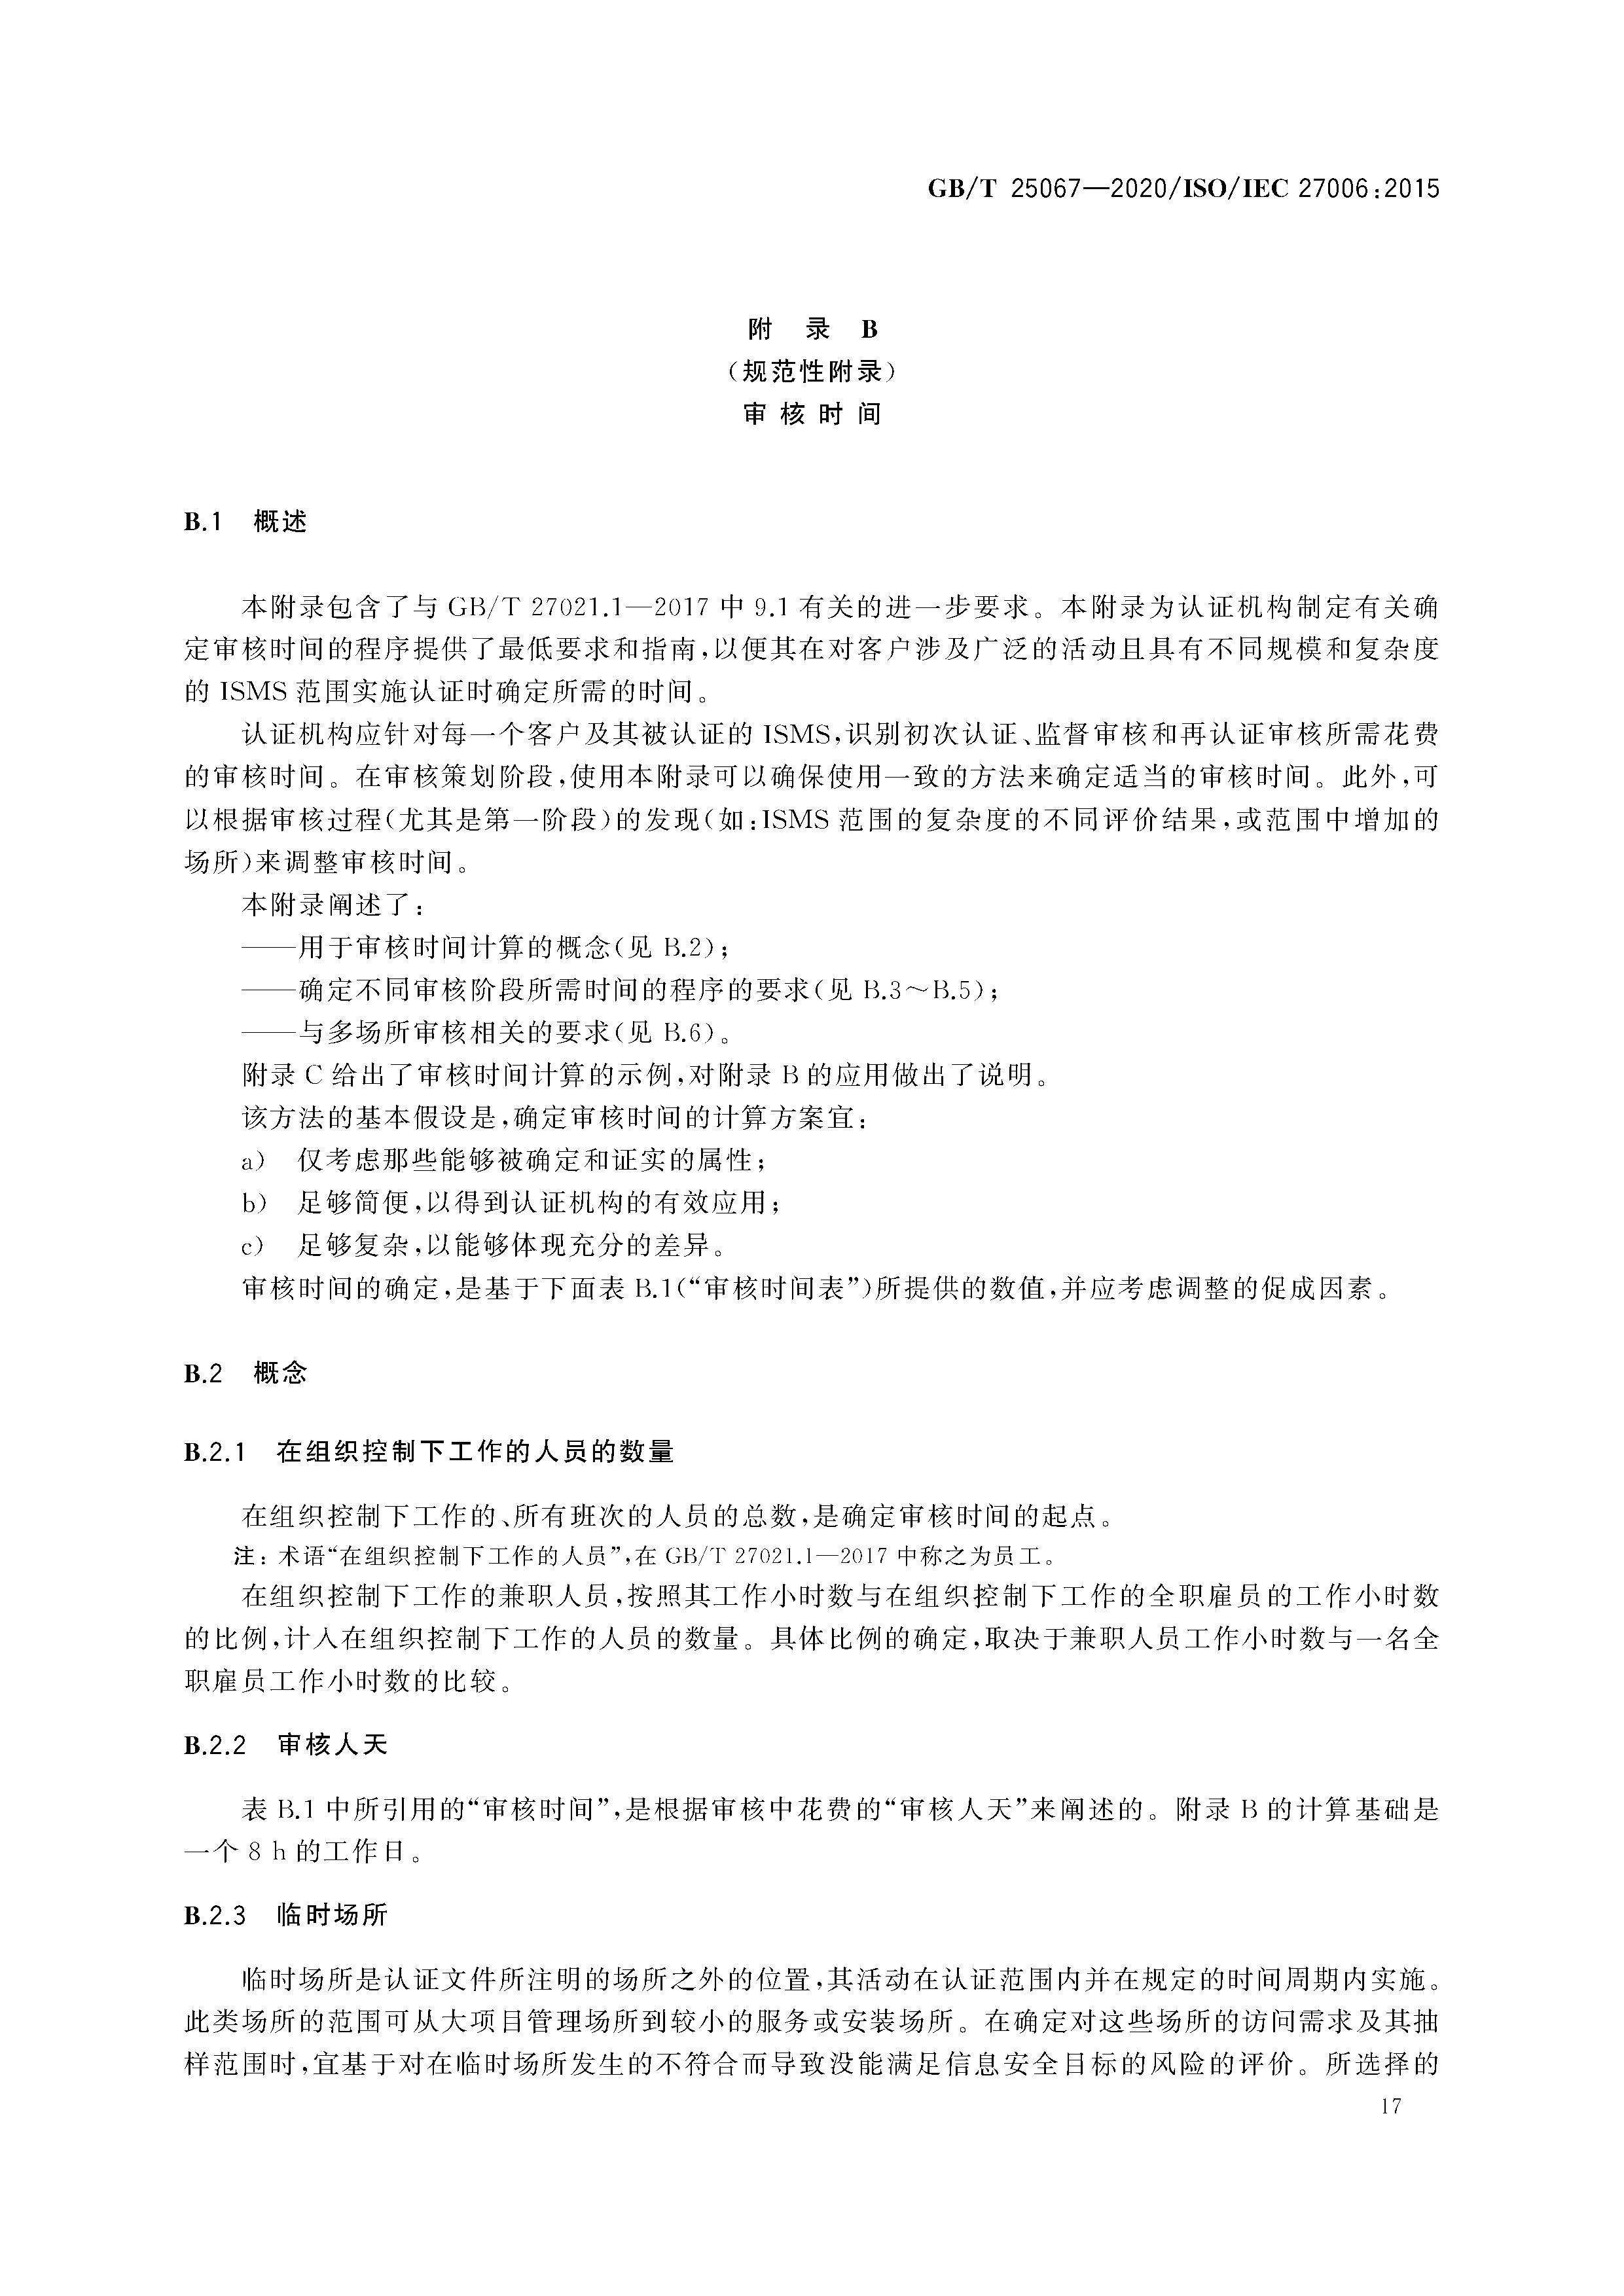 GB/T 25067—2020/ISO/IEC 27006:2015
附 录 B
(规范性附录)
审 核 时 间
B.1 概述
本附录包含了与 GB/T 27021.1—2017 中 9.1 有关的进一步要求。本附录为认证机构制定有关确
定审核时间的程序提供了最低要求和指南,以便其在对客户涉及广泛的活动且具有不同规模和复杂度
的 ISMS 范围实施认证时确定所需的时间。
认证机构应针对每一个客户及其被认证的 ISMS,识别初次认证、监督审核和再认证审核所需花费
的审核时间。在审核策划阶段,使用本附录可以确保使用一致的方法来确定适当的审核时间。此外,可
以根据审核过程(尤其是第一阶段)的发现(如:ISMS 范围的复杂度的不同评价结果,或范围中增加的
场所)来调整审核时间。
本附录阐述了:
——用于审核时间计算的概念(见 B.2);
——确定不同审核阶段所需时间的程序的要求(见 B.3～B.5);
——与多场所审核相关的要求(见 B.6)。
附录 C 给出了审核时间计算的示例,对附录 B 的应用做出了说明。
该方法的基本假设是,确定审核时间的计算方案宜:
a) 仅考虑那些能够被确定和证实的属性;
b) 足够简便,以得到认证机构的有效应用;
c) 足够复杂,以能够体现充分的差异。
审核时间的确定,是基于下面表 B.1(“审核时间表”)所提供的数值,并应考虑调整的促成因素。
B.2 概念
B.2.1 在组织控制下工作的人员的数量
在组织控制下工作的、所有班次的人员的总数,是确定审核时间的起点。
注: 术语“在组织控制下工作的人员”,在 GB/T 27021.1—2017 中称之为员工。
在组织控制下工作的兼职人员,按照其工作小时数与在组织控制下工作的全职雇员的工作小时数
的比例,计入在组织控制下工作的人员的数量。具体比例的确定,取决于兼职人员工作小时数与一名全
职雇员工作小时数的比较。
B.2.2 审核人天
表 B.1 中所引用的“审核时间”,是根据审核中花费的“审核人天”来阐述的。附录 B 的计算基础是
一个 8 h 的工作日。
B.2.3 临时场所
临时场所是认证文件所注明的场所之外的位置,其活动在认证范围内并在规定的时间周期内实施。
此类场所的范围可从大项目管理场所到较小的服务或安装场所。在确定对这些场所的访问需求及其抽
样范围时,宜基于对在临时场所发生的不符合而导致没能满足信息安全目标的风险的评价。所选择的
17